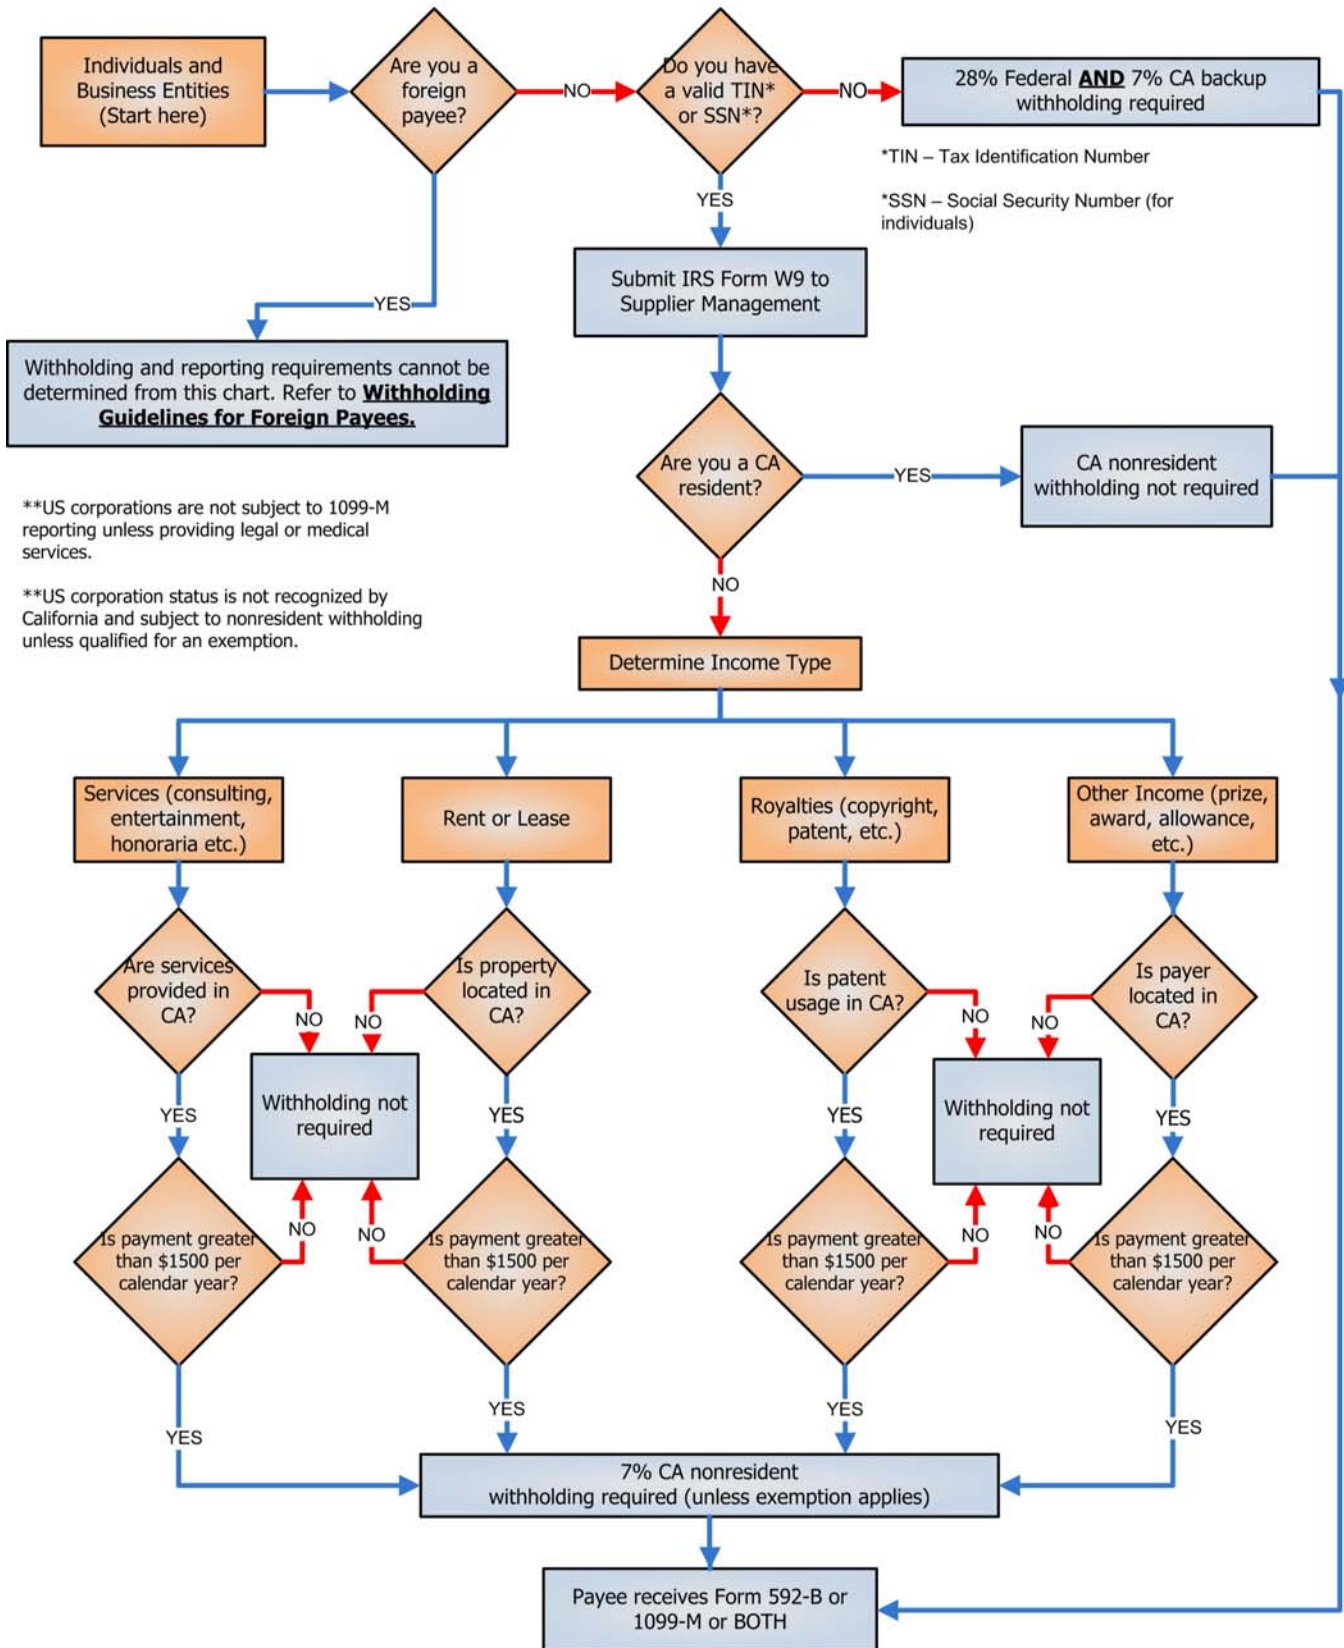 Individuals and
Business Entities
(Start here)
Are you a
foreign
payee?
NO
Do you have
a valid TIN*
or SSN*?
NO
28% Federal AND 7% CA backup
withholding required
*TIN – Tax Identification Number
*SSN – Social Security Number (for
individuals)
YES
Submit IRS Form W9 to
Supplier Management
YES
Withholding and reporting requirements cannot be
determined from this chart. Refer to Withholding
Guidelines for Foreign Payees.
Are you a CA
resident?
YES
CA nonresident
withholding not required
**US corporations are not subject to 1099-M
reporting unless providing legal or medical
services.
**US corporation status is not recognized by
California and subject to nonresident withholding
unless qualified for an exemption.
NO
Determine Income Type
Services (consulting,
entertainment,
honoraria etc.)
Rent or Lease
Royalties (copyright,
patent, etc.)
Other Income (prize,
award, allowance,
etc.)
Are services
provided in
CA?
NO
NO
Is property
located in
CA?
Is patent
usage in CA?
NO
NO
Is payer
located in
CA?
YES
Withholding not
required
YES
YES
Withholding not
required
YES
Is payment greater
than $1500 per
calendar year?
NO
NO
Is payment greater
than $1500 per
calendar year?
Is payment greater
than $1500 per
calendar year?
NO
NO
Is payment greater
than $1500 per
calendar year?
YES
YES
YES
YES
7% CA nonresident
withholding required (unless exemption applies)
Payee receives Form 592-B or
1099-M or BOTH